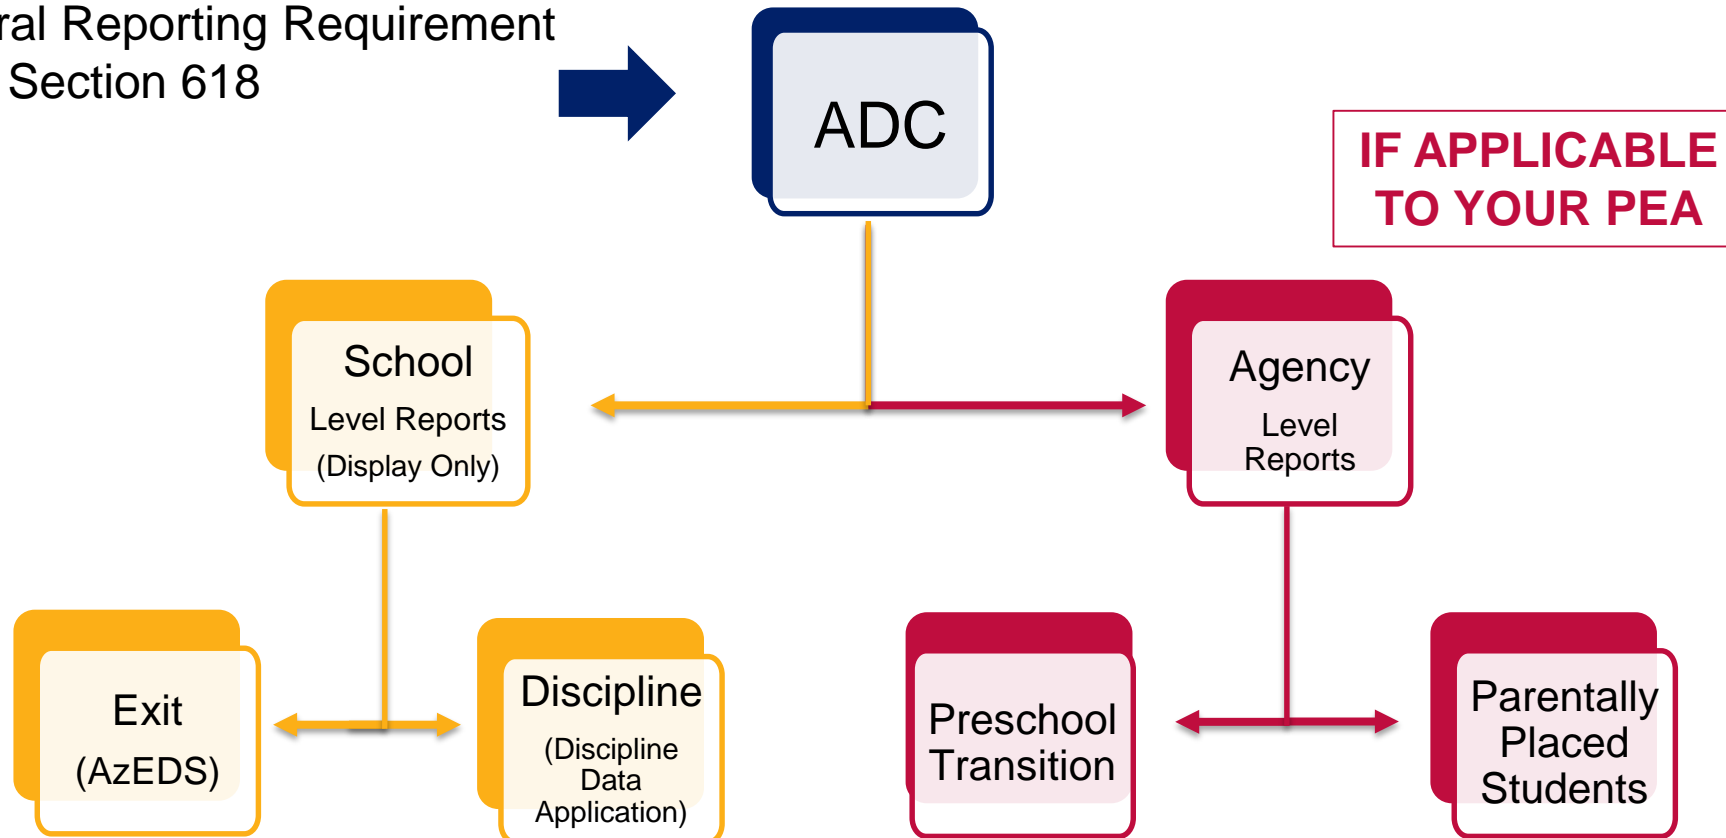 ral Reporting Requirement
Section 618
ADC
IF APPLICABLE
TO YOUR PEA
School
Level Reports
(Display Only)
Agency
Level
Reports
Exit
(AzEDS)
Discipline
(Discipline
Data
Application)
Preschool
Transition
Parentally
Placed
Students